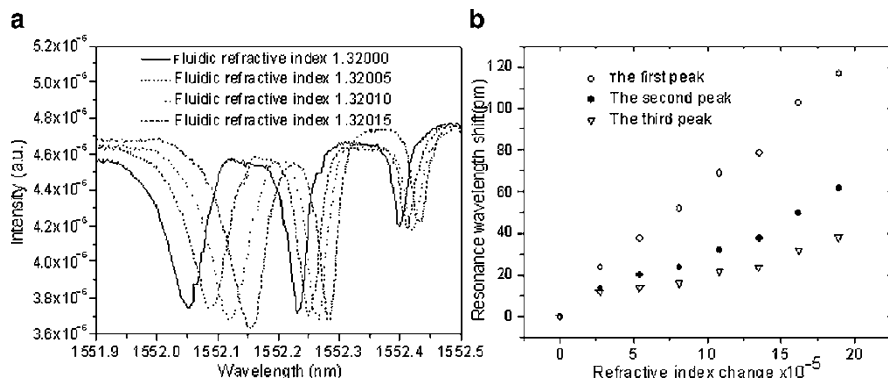 a
5.2x10⁻⁶
5.0x10⁻⁶
4.8x10⁻⁶
4.6x10⁻⁶
4.4x10⁻⁶
4.2x10⁻⁶
4.0x10⁻⁶
3.8x10⁻⁶
3.6x10⁻⁶
Intensity (a.u.)
Fluidic refractive index 1.32000
Fluidic refractive index 1.32005
Fluidic refractive index 1.32010
Fluidic refractive index 1.32015
1551.9 1552.0 1552.1 1552.2 1552.3 1552.4 1552.5
Wavelength (nm)
b
120
100
80
60
40
20
0
Resonance wavelength shift(pm)
The first peak
The second peak
The third peak
0 5 10 15 20
Refractive index change x10⁻⁵